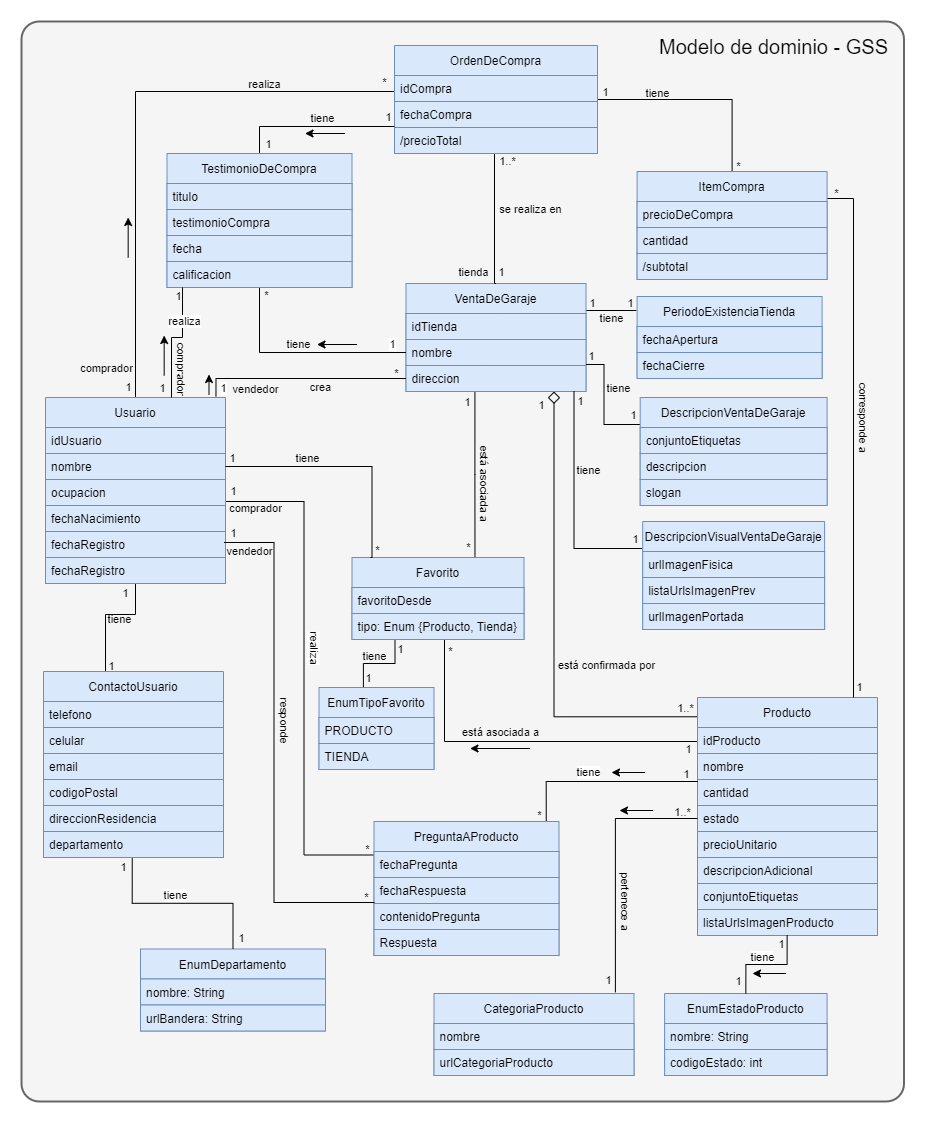 Modelo de dominio - GSS
OrdenDeCompra
idCompra
fechaCompra
/precioTotal
realiza
*
tiene
1
1
1
tiene
*
TestimonioDeCompra
titulo
testimonioCompra
fecha
calificacion
1..*
se realiza en
tienda
1
ItemCompra
precioDeCompra
cantidad
/subtotal
*
corresponde a
1
VentaDeGaraje
idTienda
nombre
direccion
1
1
tiene
PeriodoExistenciaTienda
fechaApertura
fechaCierre
1
*
realiza
comprador
1
tiene
1
comprador
1
1
vendedor
crea
*
1
tiene
1
DescripcionVentaDeGaraje
conjuntoEtiquetas
descripcion
slogan
1
1
1
tiene
1
DescripcionVisualVentaDeGaraje
urlImagenFisica
listaUrlsImagenPrev
urlImagenPortada
Usuario
idUsuario
nombre
ocupacion
fechaNacimiento
fechaRegistro
fechaRegistro
1
tiene
*
1
comprador
1
vendedor
está asociada a
*
Favorito
favoritoDesde
tipo: Enum {Producto, Tienda}
1
tiene
1
ContactoUsuario
telefono
celular
email
codigoPostal
direccionResidencia
departamento
realiza
responde
1
tiene
1
*
EnumTipoFavorito
PRODUCTO
TIENDA
está confirmada por
1..*
está asociada a
1
Producto
idProducto
nombre
cantidad
estado
precioUnitario
descripcionAdicional
conjuntoEtiquetas
listaUrlsImagenProducto
tiene
1
*
1..*
PreguntaAProducto
fechaPregunta
fechaRespuesta
contenidoPregunta
Respuesta
*
*
pertenece a
1
1
tiene
1
EnumDepartamento
nombre: String
urlBandera: String
1
tiene
1
CategoriaProducto
nombre
urlCategoriaProducto
EnumEstadoProducto
nombre: String
codigoEstado: int